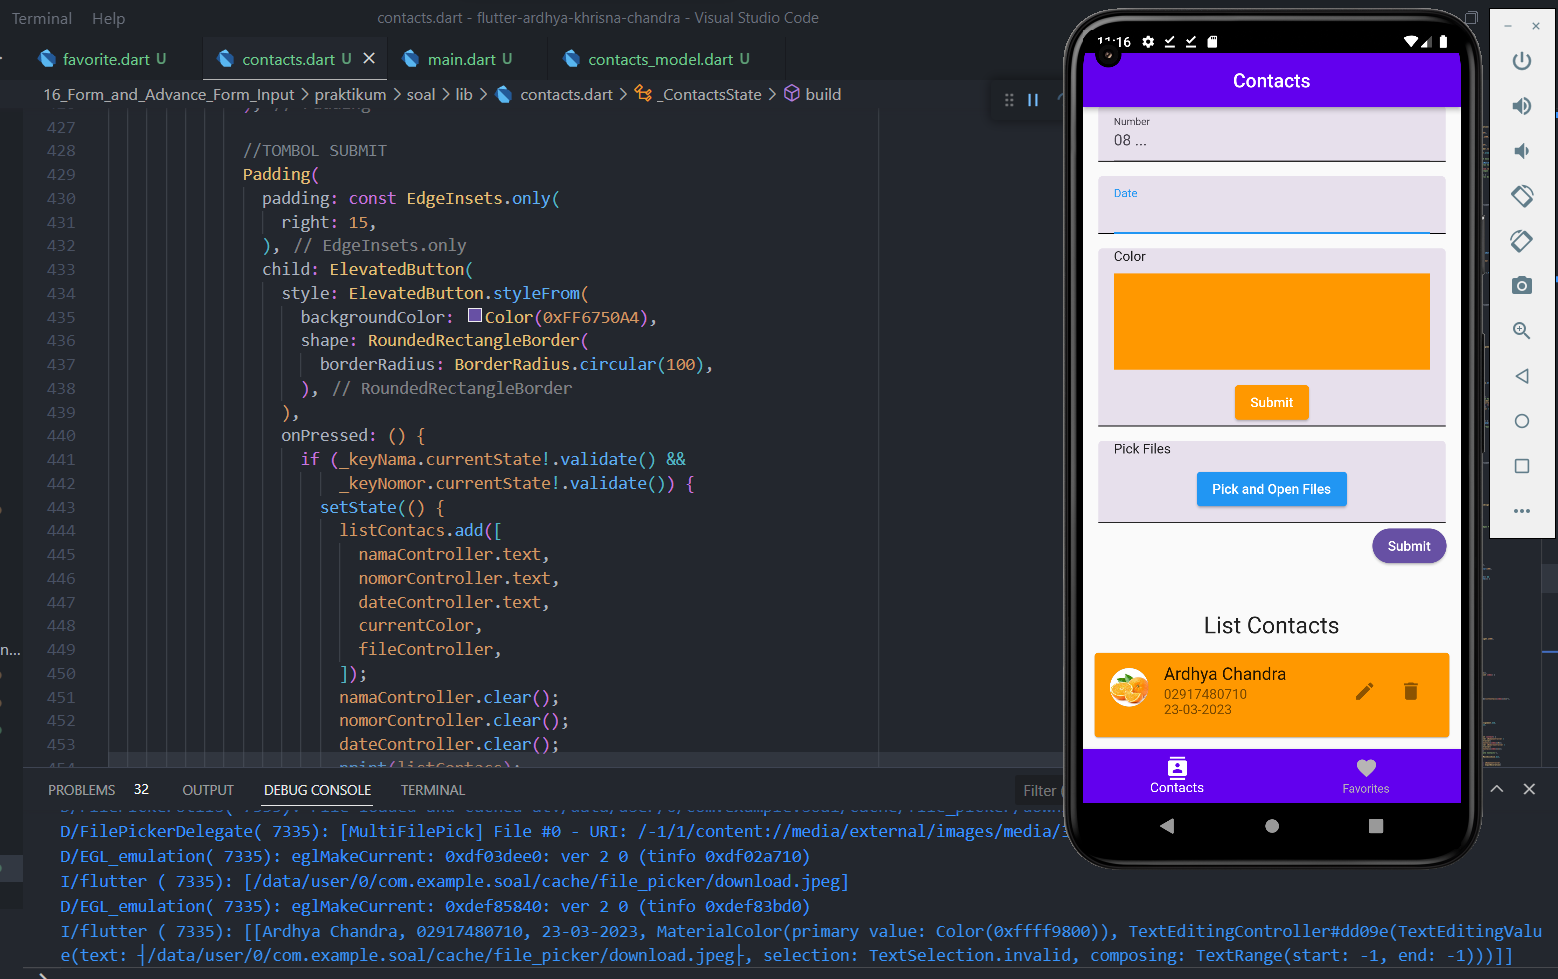 Terminal Help
contacts.dart - flutter-ardhya-khrisna-chandra - Visual Studio Code
favorite.dart U
contacts.dart U
main.dart U
contacts_model.dart U
16_Form_and_Advance_Form_Input > praktikum > soal > lib > contacts.dart > _ContactsState > build
427
428 //TOMBOL SUBMIT
429 Padding(
430 padding: const EdgeInsets.only(
431 right: 15,
432 ), // EdgeInsets.only
433 child: ElevatedButton(
434 style: ElevatedButton.styleFrom(
435 backgroundColor: Color(0xFF6750A4),
436 shape: RoundedRectangleBorder(
437 borderRadius: BorderRadius.circular(100),
438 ), // RoundedRectangleBorder
439 ),
440 onPressed: () {
441 if (_keyNama.currentState!.validate() &&
442 _keyNomor.currentState!.validate()) {
443 setState(() {
444 listContacs.add([
445 namaController.text,
446 nomorController.text,
447 dateController.text,
448 currentColor,
449 fileController,
450 ]);
451 namaController.clear();
452 nomorController.clear();
453 dateController.clear();
print(listContacs);
n...
PROBLEMS 32 OUTPUT DEBUG CONSOLE TERMINAL
Filter
D/FilePickerDelegate( 7335): [MultiFilePick] File #0 - URI: /-1/1/content://media/external/images/media/
D/EGL_emulation( 7335): eglMakeCurrent: 0xdf03dee0: ver 2 0 (tinfo 0xdf02a710)
I/flutter ( 7335): [/data/user/0/com.example.soal/cache/file_picker/download.jpeg]
D/EGL_emulation( 7335): eglMakeCurrent: 0xdef85840: ver 2 0 (tinfo 0xdef83bd0)
I/flutter ( 7335): [[Ardhya Chandra, 02917480710, 23-03-2023, MaterialColor(primary value: Color(0xffff9800)), TextEditingController#dd09e(TextEditingValu
e(text: ┤/data/user/0/com.example.soal/cache/file_picker/download.jpeg├, selection: TextSelection.invalid, composing: TextRange(start: -1, end: -1)))]]
11:16
Contacts
Number
08 ...
Date
Color
Submit
Pick Files
Pick and Open Files
Submit
List Contacts
Ardhya Chandra
02917480710
23-03-2023
Contacts
Favorites